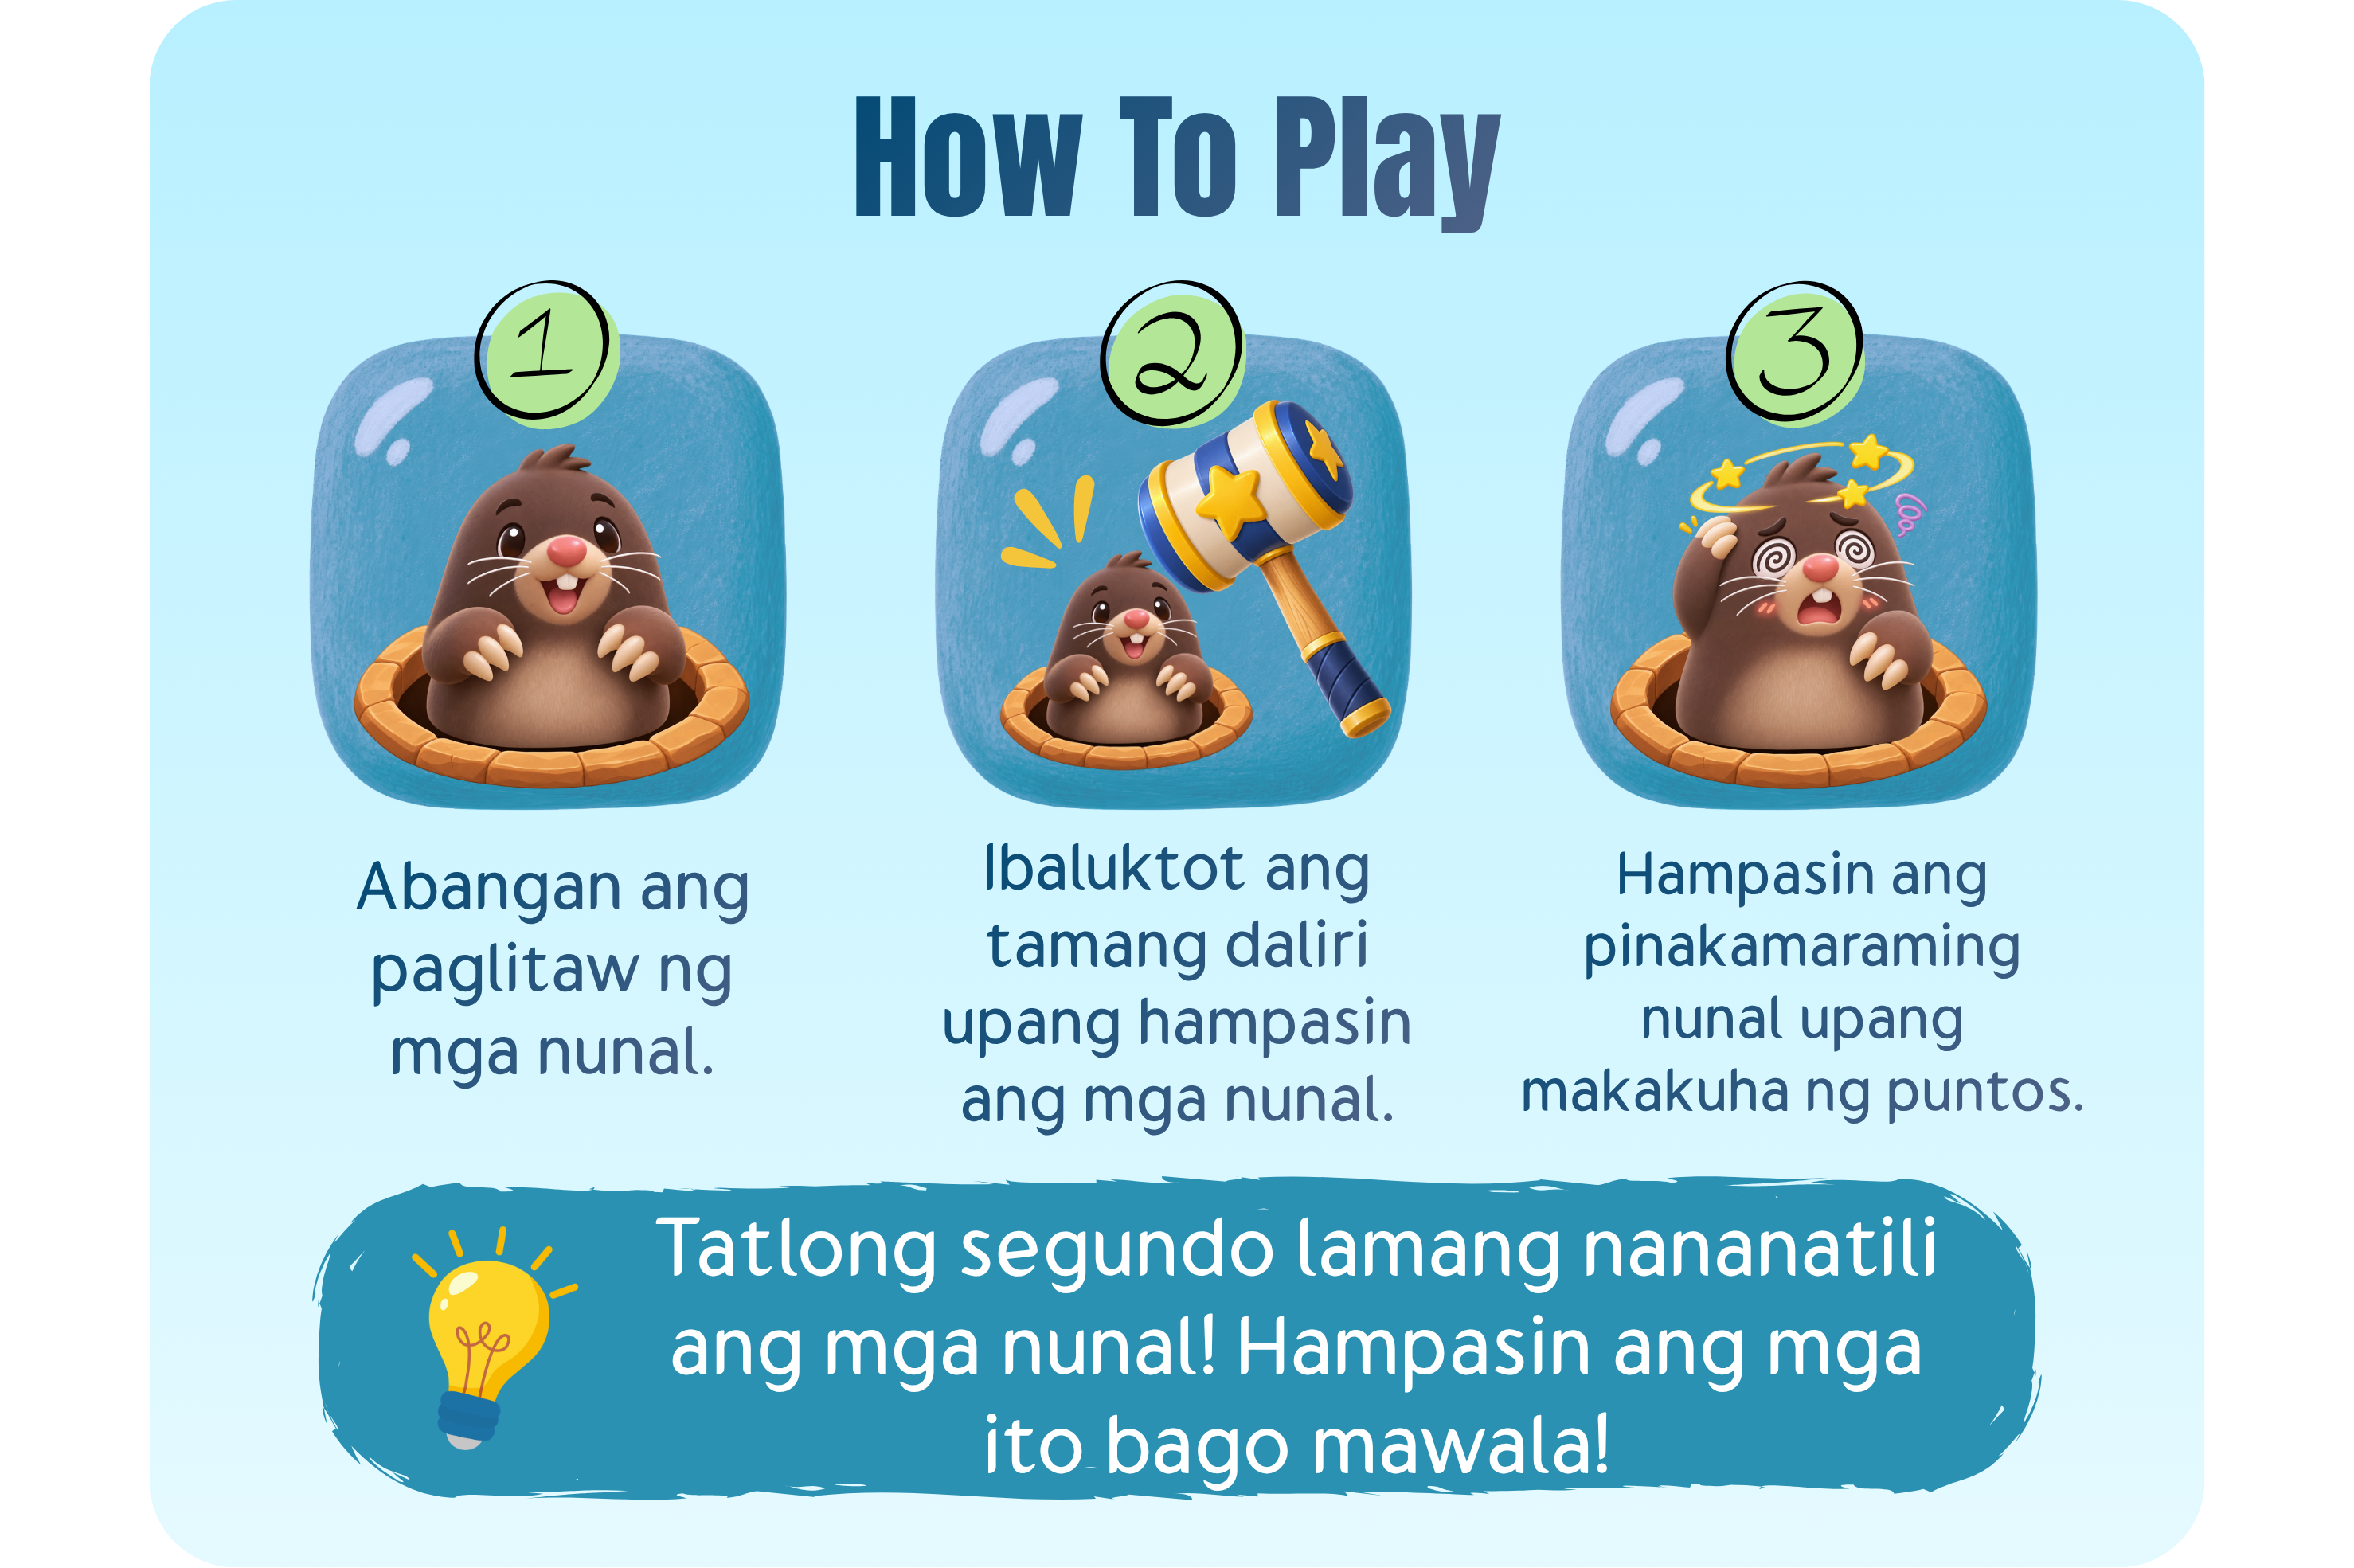 How To Play
1
Abangan ang
paglitaw ng
mga nunal.
2
Ibaluktot ang
tamang daliri
upang hampasin
ang mga nunal.
3
Hampasin ang
pinakamaraming
nunal upang
makakuha ng puntos.
Tatlong segundo lamang nananatili
ang mga nunal! Hampasin ang mga
ito bago mawala!